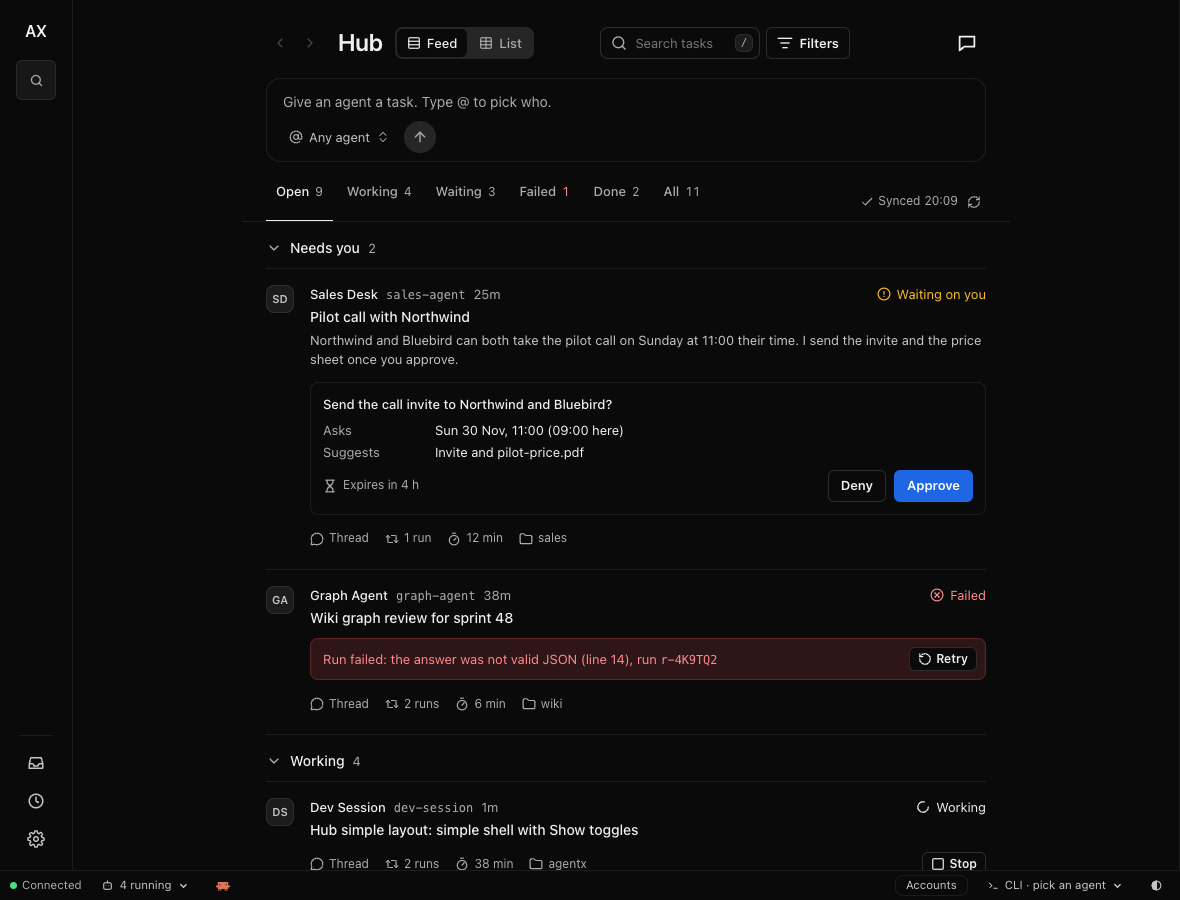 AX
Hub
Feed
List
Search tasks /
Filters
Give an agent a task. Type @ to pick who.
@ Any agent
Open 9
Working 4
Waiting 3
Failed 1
Done 2
All 11
Synced 20:09
Needs you 2
SD
Sales Desk sales-agent 25m
Waiting on you
Pilot call with Northwind
Northwind and Bluebird can both take the pilot call on Sunday at 11:00 their time. I send the invite and the price
sheet once you approve.
Send the call invite to Northwind and Bluebird?
Asks Sun 30 Nov, 11:00 (09:00 here)
Suggests Invite and pilot-price.pdf
Expires in 4 h
Deny
Approve
Thread 1 run 12 min sales
GA
Graph Agent graph-agent 38m
Failed
Wiki graph review for sprint 48
Run failed: the answer was not valid JSON (line 14), run r-4K9TQ2
Retry
Thread 2 runs 6 min wiki
Working 4
DS
Dev Session dev-session 1m
Working
Hub simple layout: simple shell with Show toggles
Thread 2 runs 38 min agentx
Stop
Connected
4 running
Accounts
CLI · pick an agent